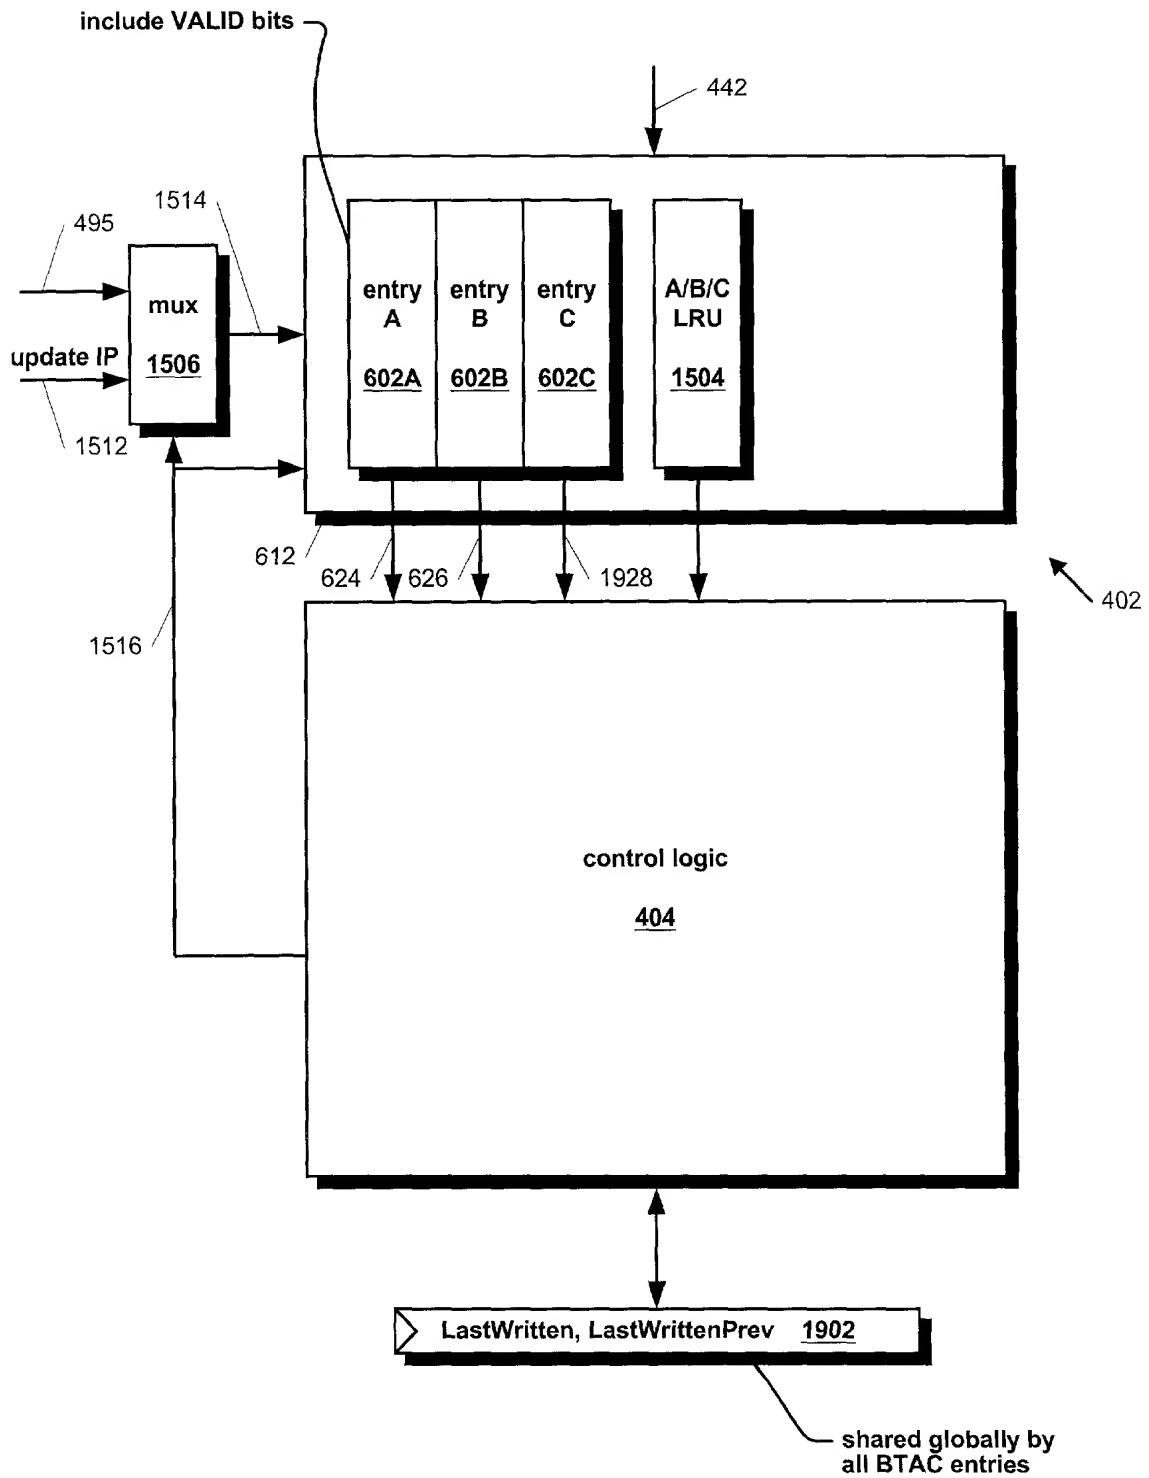 include VALID bits
442
1514
495
mux
1506
update IP
1512
entry A
602A
entry B
602B
entry C
602C
A/B/C LRU
1504
612
624
626
1928
402
1516
control logic
404
LastWritten, LastWrittenPrev 1902
shared globally by
all BTAC entries